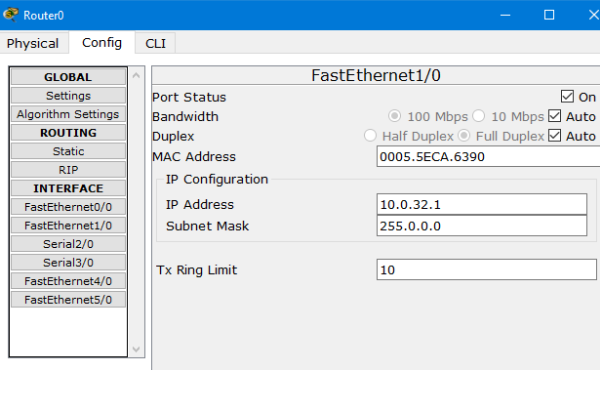 Router0
Physical Config CLI
GLOBAL
Settings
Algorithm Settings
ROUTING
Static
RIP
INTERFACE
FastEthernet0/0
FastEthernet1/0
Serial2/0
Serial3/0
FastEthernet4/0
FastEthernet5/0
FastEthernet1/0
Port Status On
Bandwidth 100 Mbps 10 Mbps Auto
Duplex Half Duplex Full Duplex Auto
MAC Address 0005.5ECA.6390
IP Configuration
IP Address 10.0.32.1
Subnet Mask 255.0.0.0
Tx Ring Limit 10